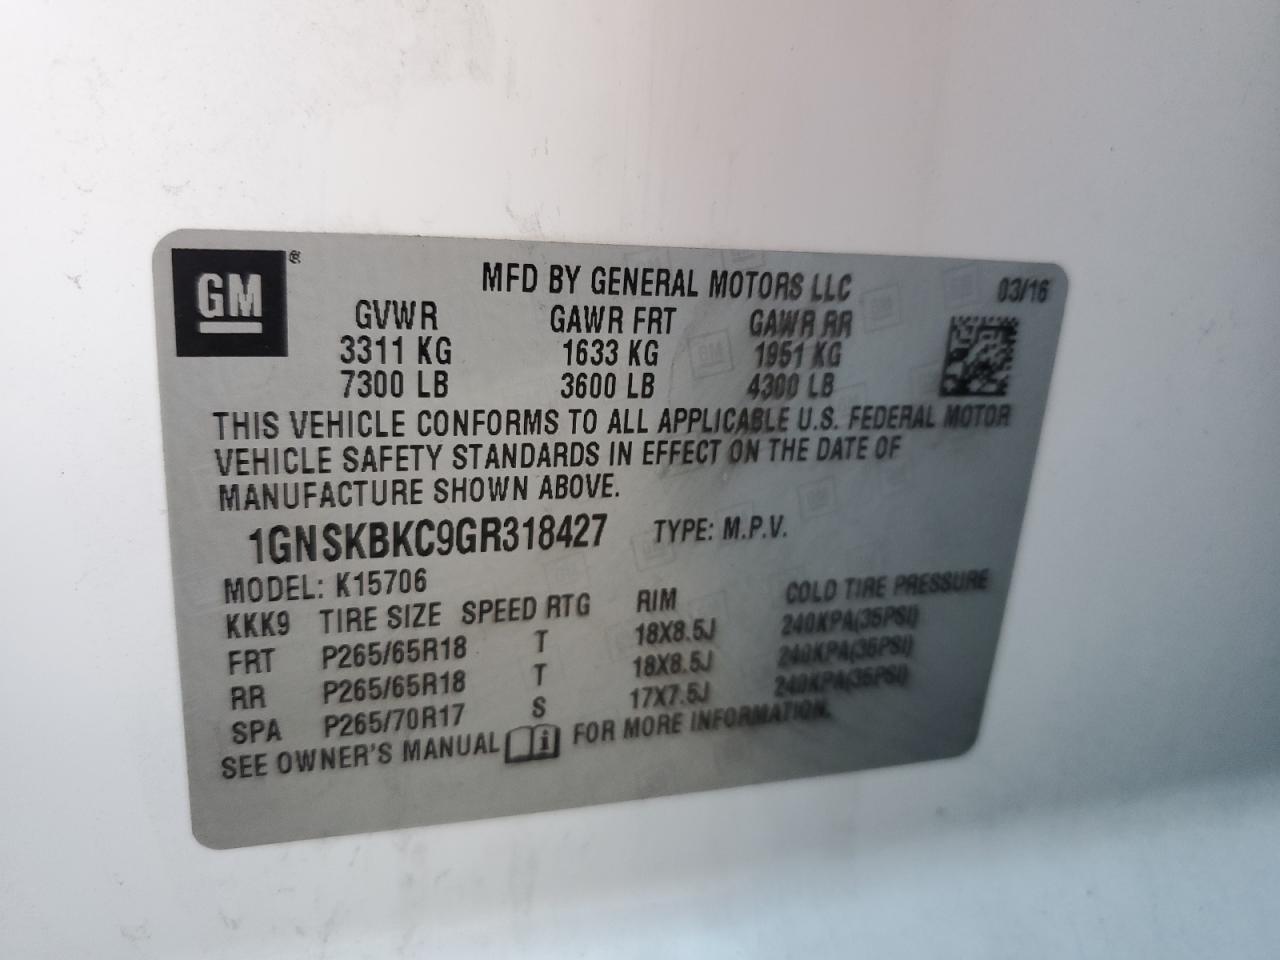 GM ® MFD BY GENERAL MOTORS LLC 03/16
GVWR GAWR FRT GAWR RR
3311 KG 1633 KG 1951 KG
7300 LB 3600 LB 4300 LB
THIS VEHICLE CONFORMS TO ALL APPLICABLE U.S. FEDERAL MOTOR
VEHICLE SAFETY STANDARDS IN EFFECT ON THE DATE OF
MANUFACTURE SHOWN ABOVE.
1GNSKBKC9GR318427 TYPE: M.P.V.
MODEL: K15706
KKK9 TIRE SIZE SPEED RTG RIM COLD TIRE PRESSURE
FRT P265/65R18 T 18X8.5J 240KPA(35PSI)
RR P265/65R18 T 18X8.5J 240KPA(35PSI)
SPA P265/70R17 S 17X7.5J 240KPA(35PSI)
SEE OWNER'S MANUAL i FOR MORE INFORMATION.